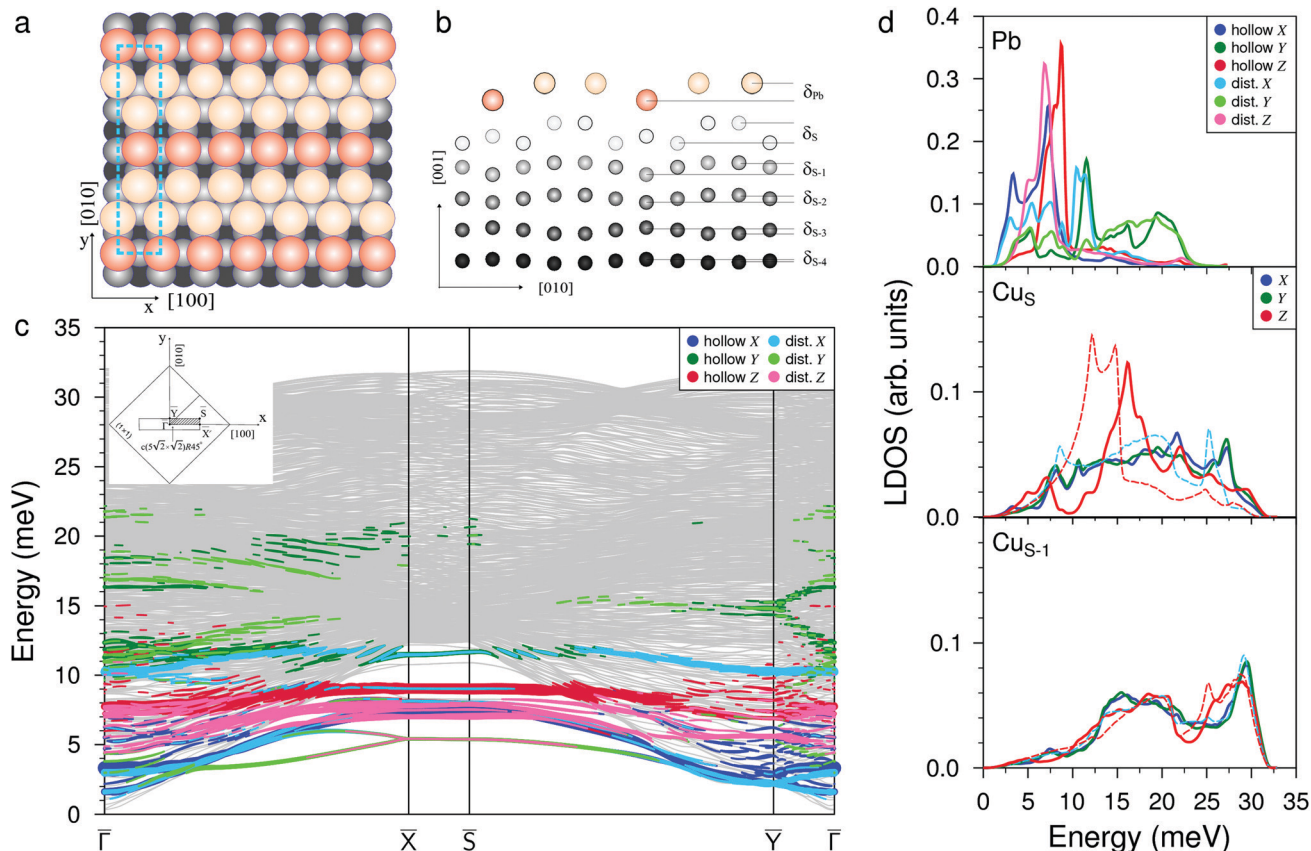 a
[010]
y
x
[100]
b
[001]
[010]
δPb
δS
δS-1
δS-2
δS-3
δS-4
c
Energy (meV)
35
30
25
20
15
10
5
0
y
[010]
Y̅
S̅
x
Γ̅
X̅'
[100]
(1×1)
c(5√2×√2)R45°
hollow X
hollow Y
hollow Z
dist. X
dist. Y
dist. Z
Γ̅
X̅
S̅
Y̅
Γ̅
d
LDOS (arb. units)
0.4
0.3
0.2
0.1
0.0
Pb
hollow X
hollow Y
hollow Z
dist. X
dist. Y
dist. Z
0.1
0.0
CuS
X
Y
Z
0.1
0.0
CuS-1
0 5 10 15 20 25 30 35
Energy (meV)